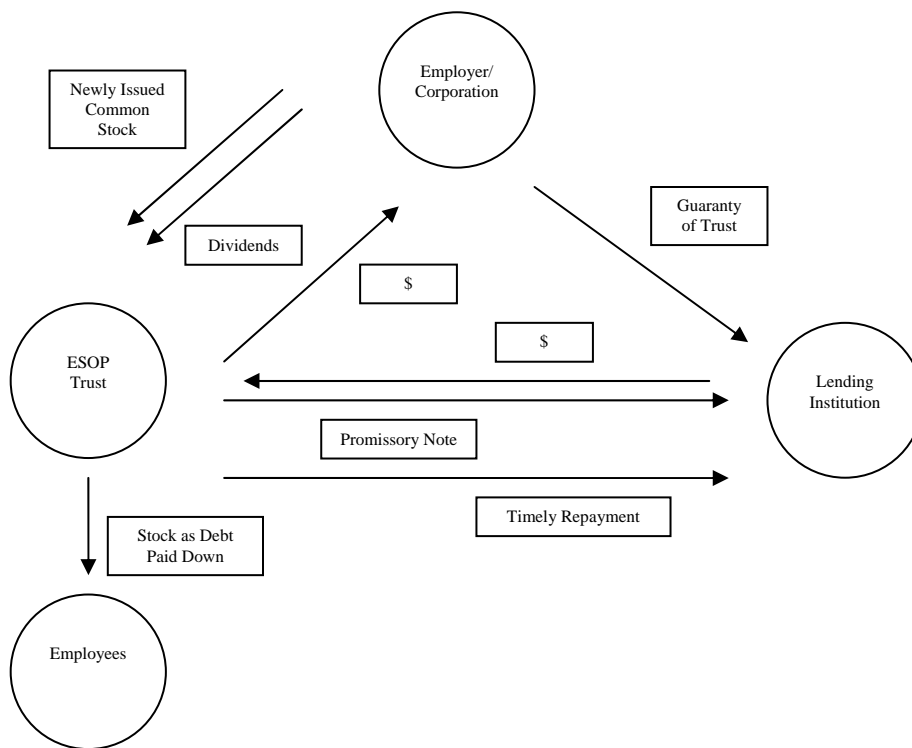 Employer/
Corporation
Newly Issued
Common
Stock
Guaranty
of Trust
Dividends
$
$
ESOP
Trust
Lending
Institution
Promissory Note
Timely Repayment
Stock as Debt
Paid Down
Employees